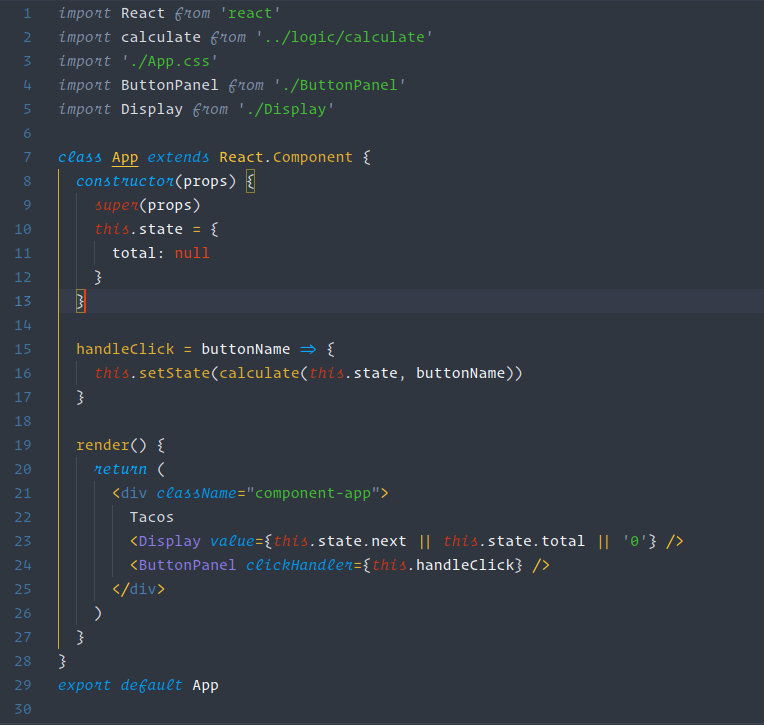 1 import React from 'react'
2 import calculate from '../logic/calculate'
3 import './App.css'
4 import ButtonPanel from './ButtonPanel'
5 import Display from './Display'
6
7 class App extends React.Component {
8   constructor(props) {
9     super(props)
10     this.state = {
11       total: null
12     }
13   }
14
15   handleClick = buttonName => {
16     this.setState(calculate(this.state, buttonName))
17   }
18
19   render() {
20     return (
21       <div className="component-app">
22         Tacos
23         <Display value={this.state.next || this.state.total || '0'} />
24         <ButtonPanel clickHandler={this.handleClick} />
25       </div>
26     )
27   }
28 }
29 export default App
30